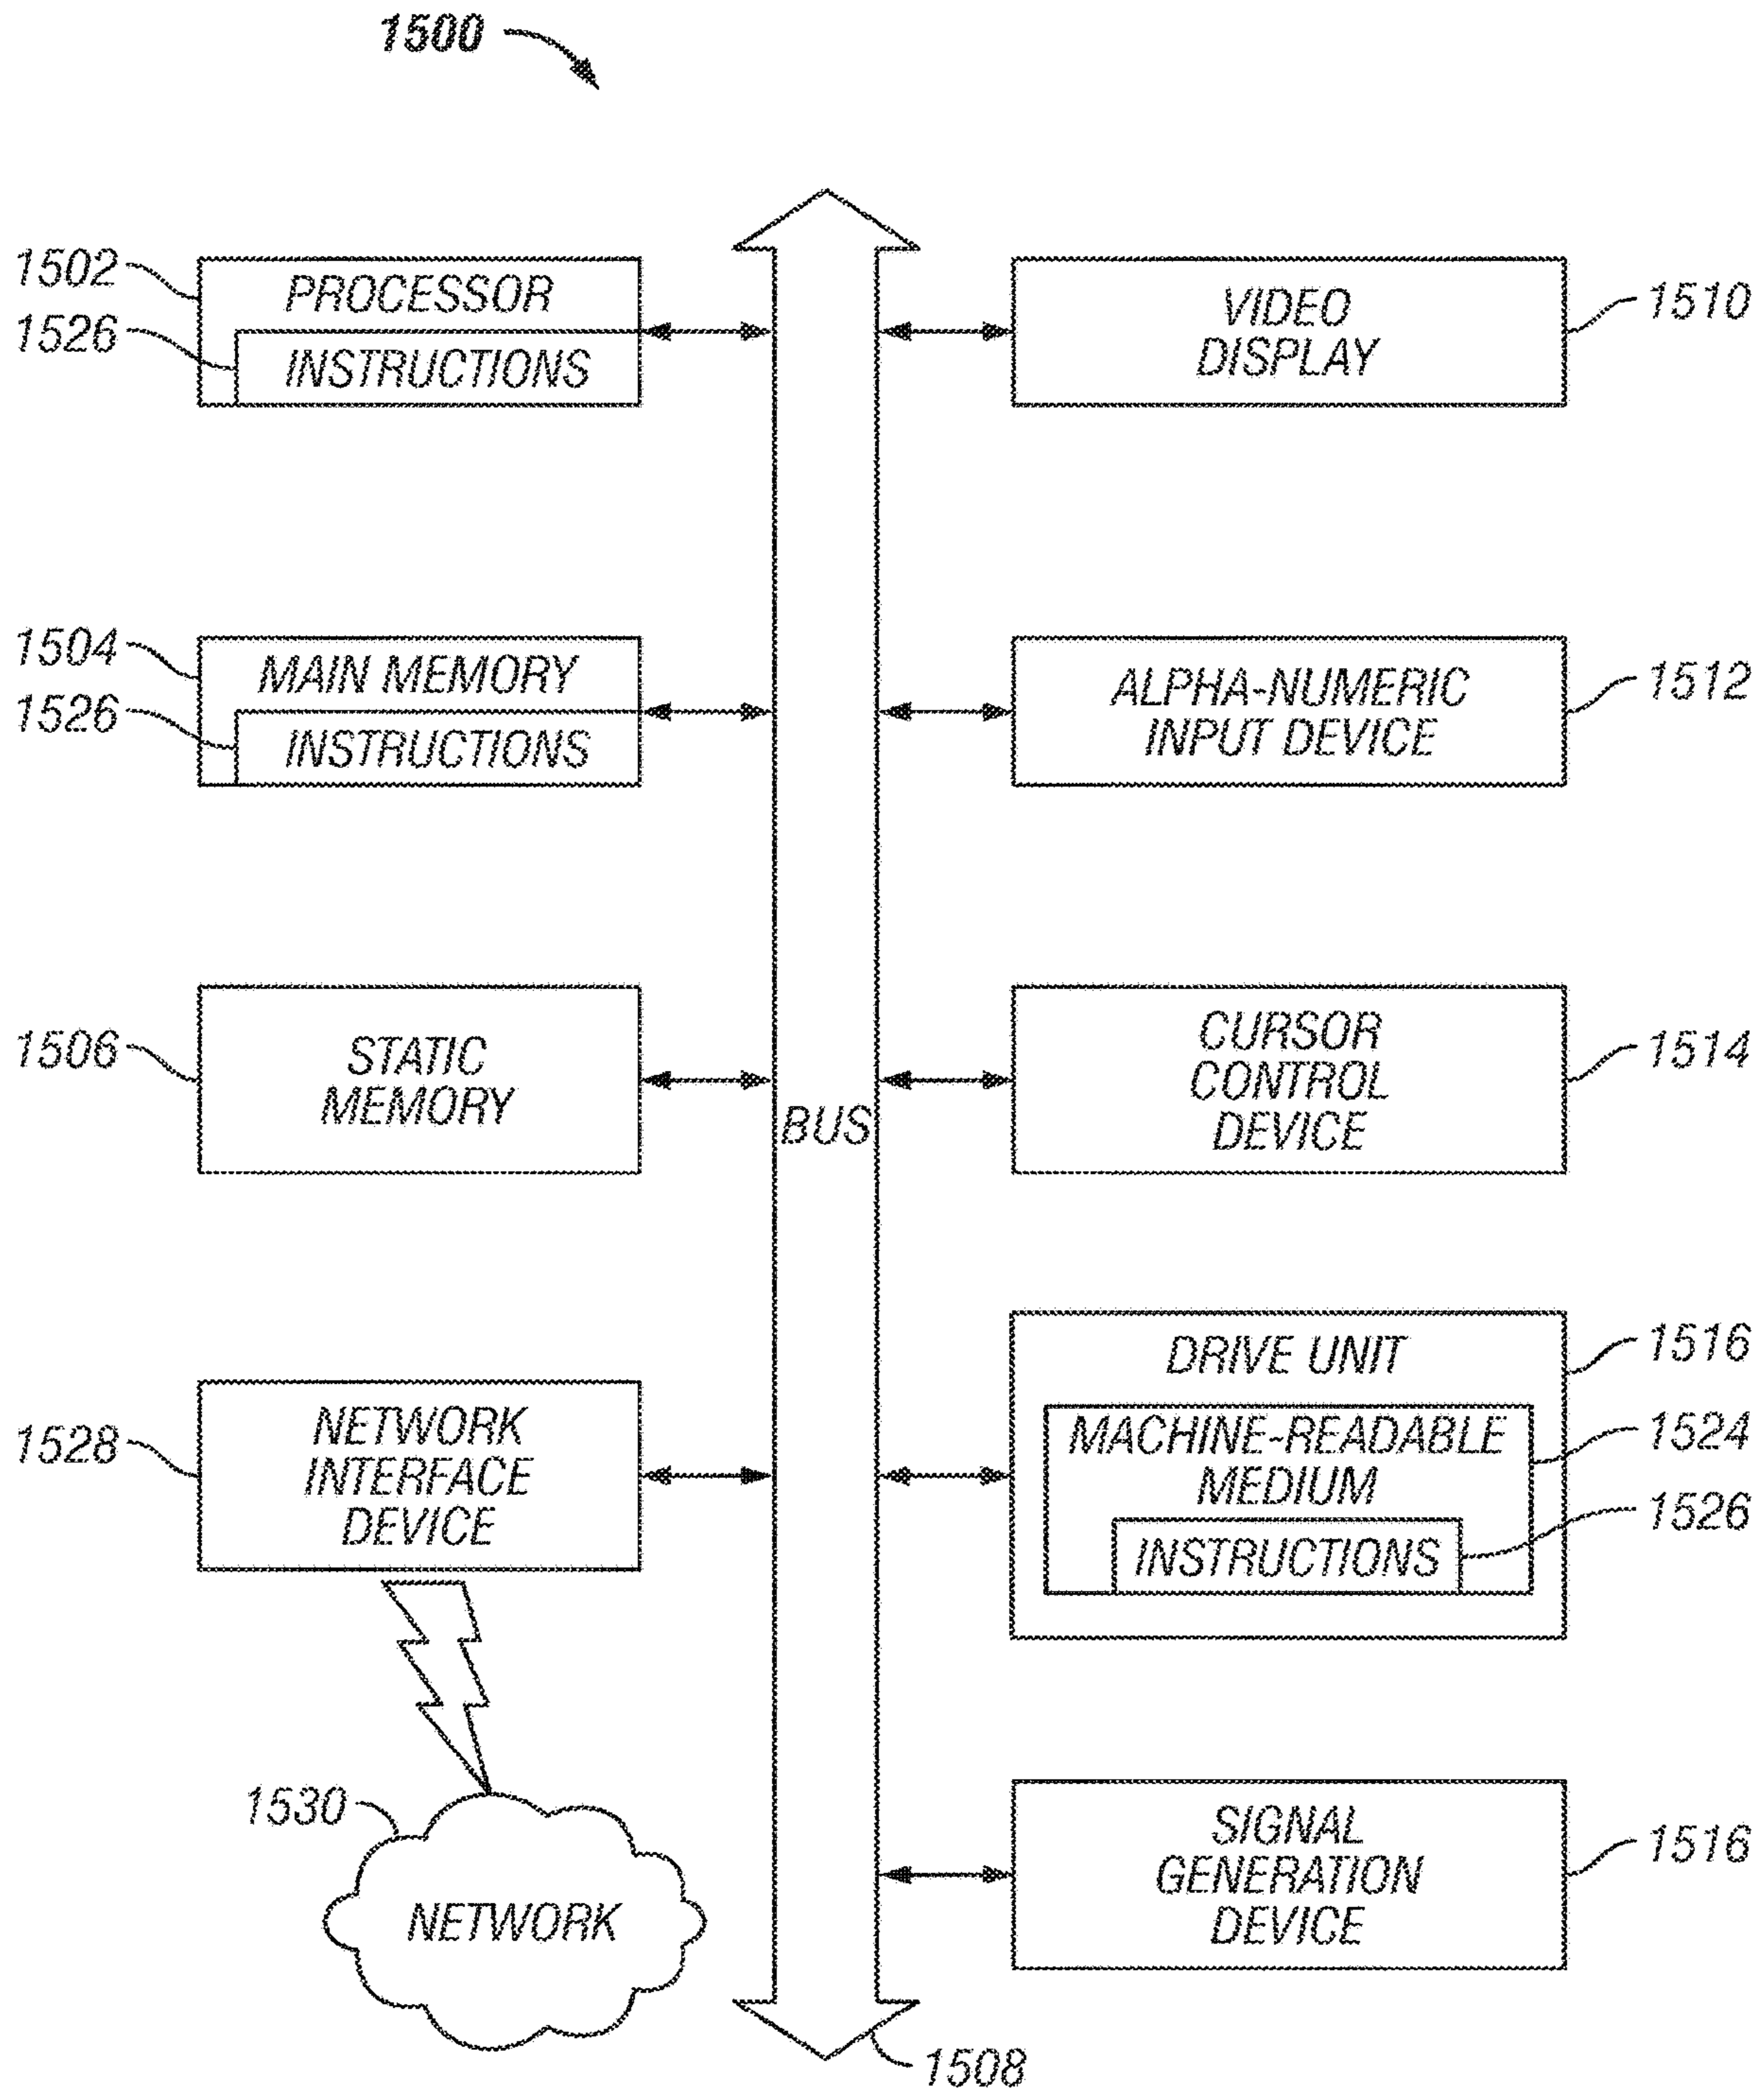 1500
1502
PROCESSOR
1526
INSTRUCTIONS
VIDEO
DISPLAY
1510
1504
MAIN MEMORY
1526
INSTRUCTIONS
ALPHA-NUMERIC
INPUT DEVICE
1512
1506
STATIC
MEMORY
BUS
CURSOR
CONTROL
DEVICE
1514
1528
NETWORK
INTERFACE
DEVICE
DRIVE UNIT
1516
MACHINE-READABLE
MEDIUM
1524
INSTRUCTIONS
1526
1530
NETWORK
SIGNAL
GENERATION
DEVICE
1516
1508